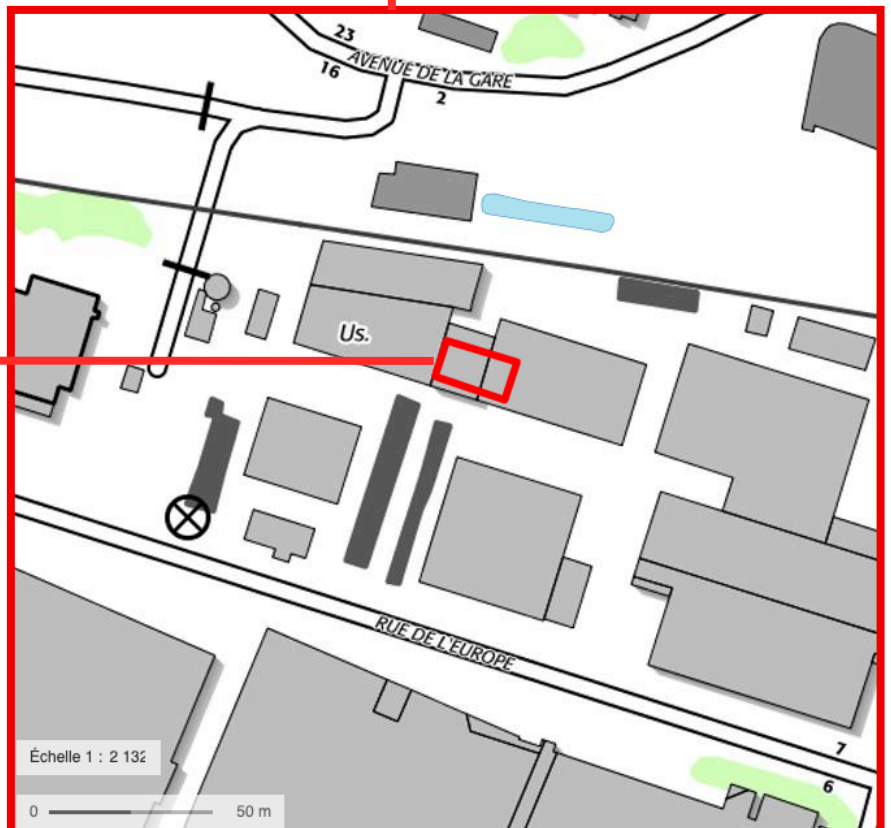 23
AVENUE DE LA GARE
16
2
Us.
RUE DE L'EUROPE
7
6
Échelle 1 : 2 132
0 50 m